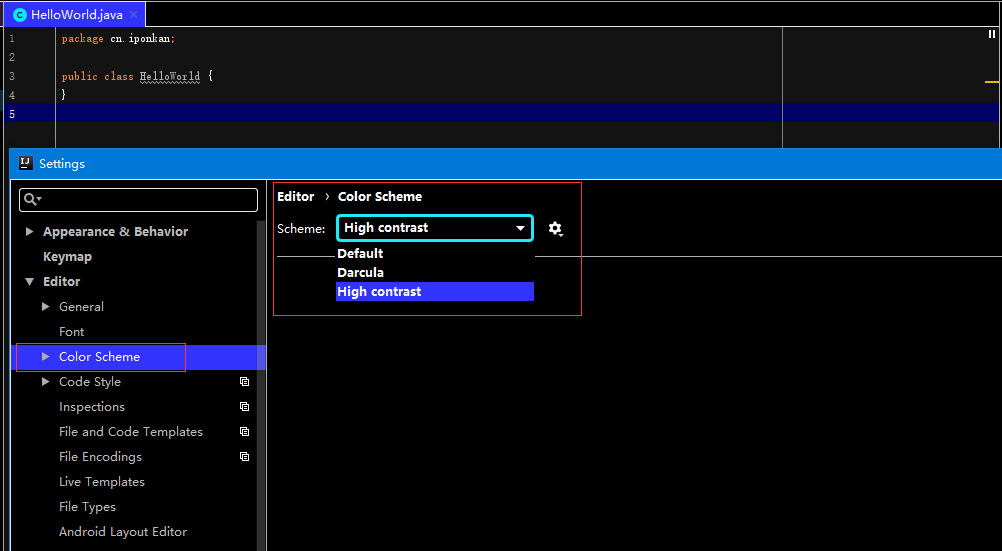 C HelloWorld.java ×
1 package cn.iponkan;
2
3 public class HelloWorld {
4 }
5
IJ Settings
Editor › Color Scheme
Scheme: High contrast
Default
Darcula
High contrast
Appearance & Behavior
Keymap
Editor
General
Font
Color Scheme
Code Style
Inspections
File and Code Templates
File Encodings
Live Templates
File Types
Android Layout Editor